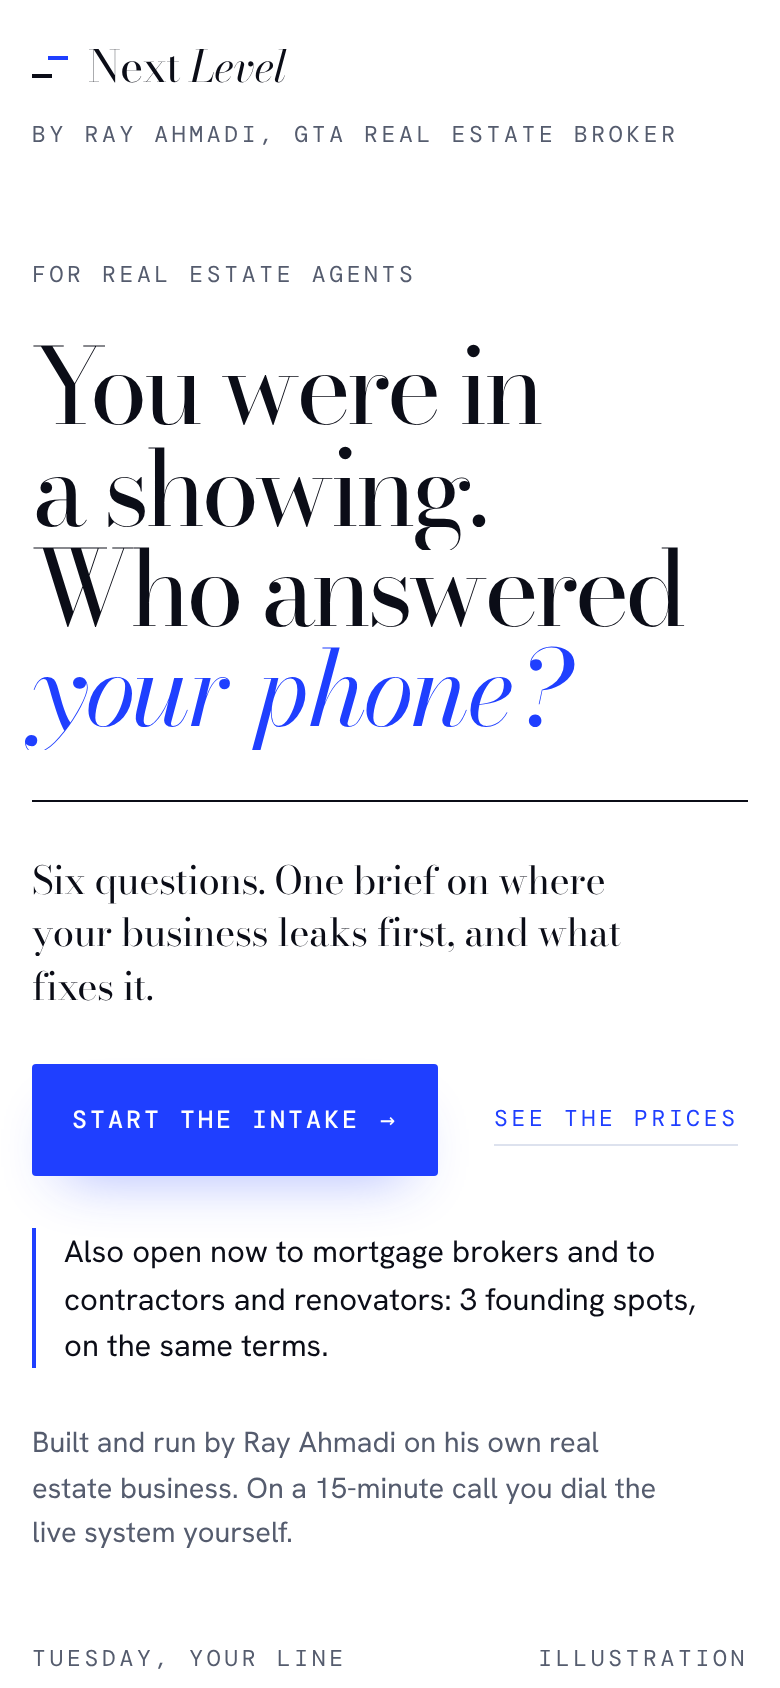 Next Level
BY RAY AHMADI, GTA REAL ESTATE BROKER
FOR REAL ESTATE AGENTS
You were in
a showing.
Who answered
your phone?
Six questions. One brief on where
your business leaks first, and what
fixes it.
START THE INTAKE →
SEE THE PRICES
Also open now to mortgage brokers and to
contractors and renovators: 3 founding spots,
on the same terms.
Built and run by Ray Ahmadi on his own real
estate business. On a 15-minute call you dial the
live system yourself.
TUESDAY, YOUR LINE
ILLUSTRATION